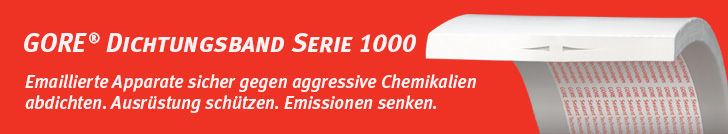 GORE® DICHTUNGSBAND SERIE 1000
Emaillierte Apparate sicher gegen aggressive Chemikalien
abdichten. Ausrüstung schützen. Emissionen senken.